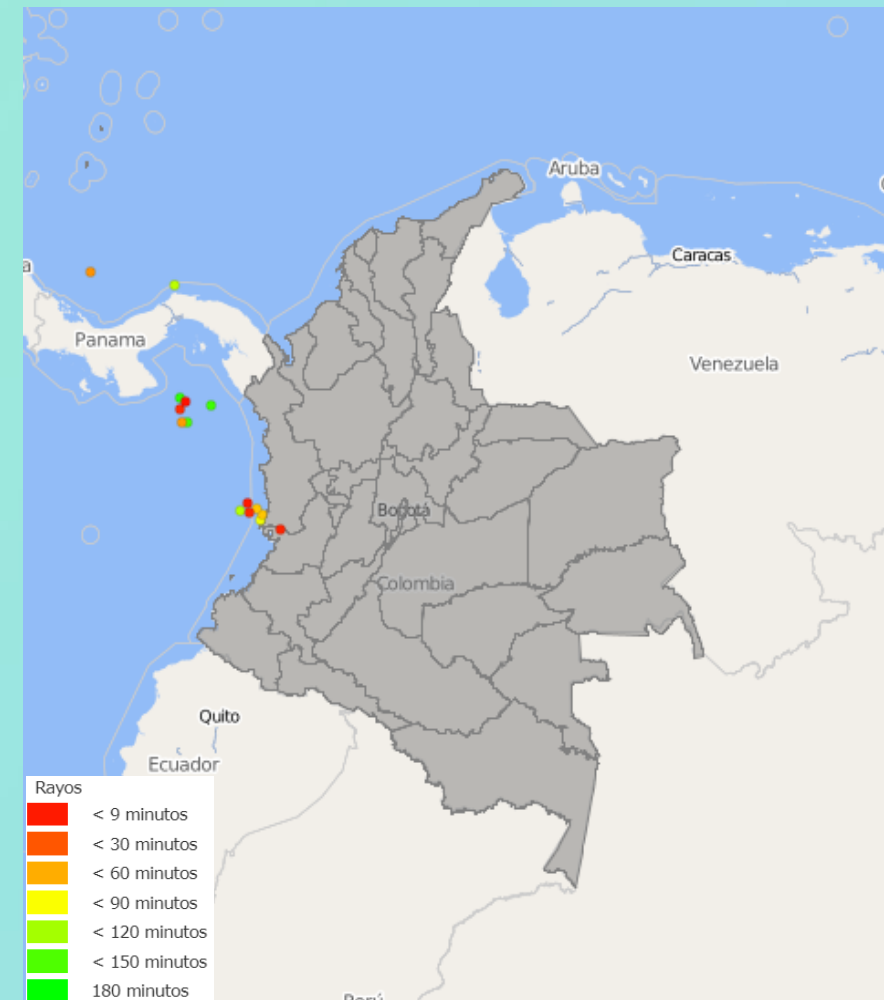 Aruba
Caracas
a
Panama
Venezuela
Bogotá
Colombia
Quito
Ecuador
Rayos
< 9 minutos
< 30 minutos
< 60 minutos
< 90 minutos
< 120 minutos
< 150 minutos
180 minutos
Perú